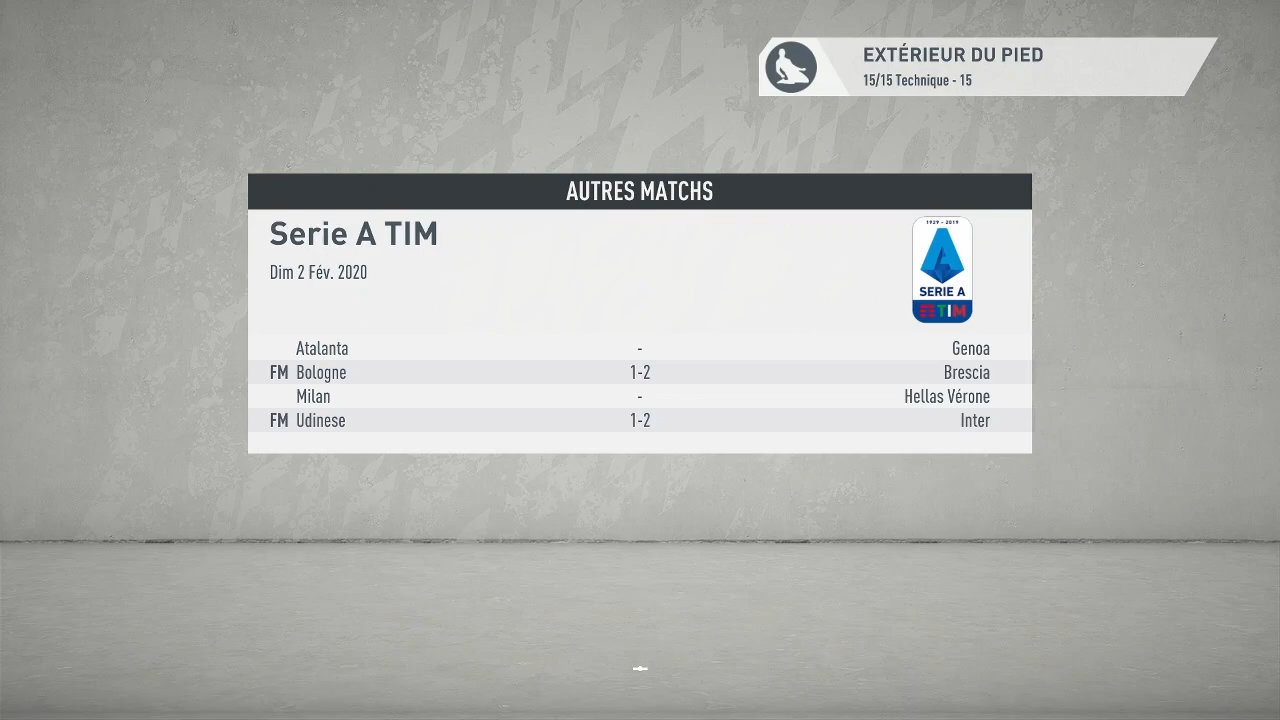 EXTÉRIEUR DU PIED
15/15 Technique - 15
AUTRES MATCHS
Serie A TIM
Dim 2 Fév. 2020
1929 - 2019
SERIE A
TIM
Atalanta - Genoa
FM Bologne 1-2 Brescia
Milan - Hellas Vérone
FM Udinese 1-2 Inter